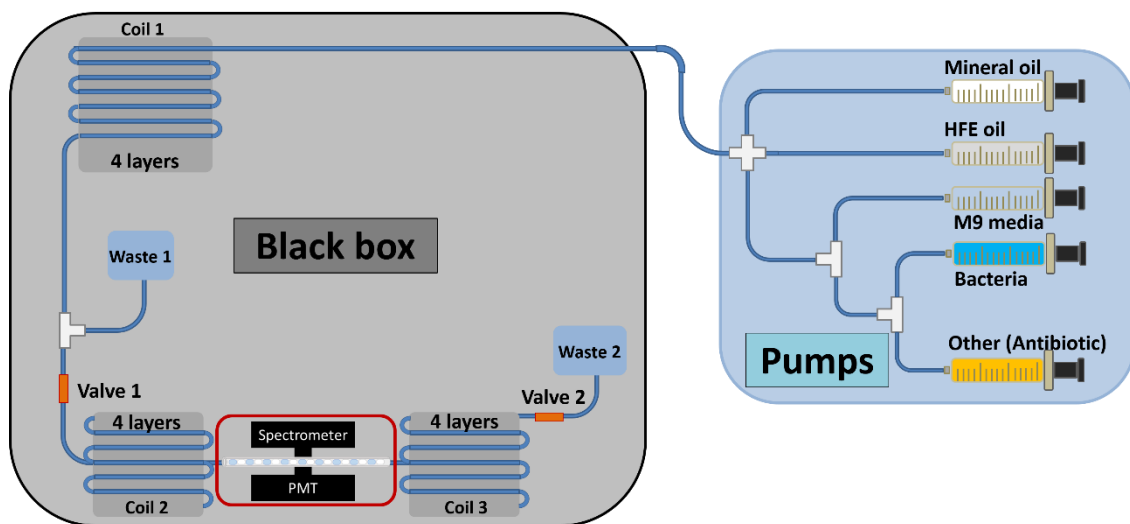 Coil 1
4 layers
Black box
Waste 1
Valve 1
4 layers
Coil 2
Spectrometer
PMT
4 layers
Coil 3
Valve 2
Waste 2
Mineral oil
HFE oil
M9 media
Bacteria
Other (Antibiotic)
Pumps